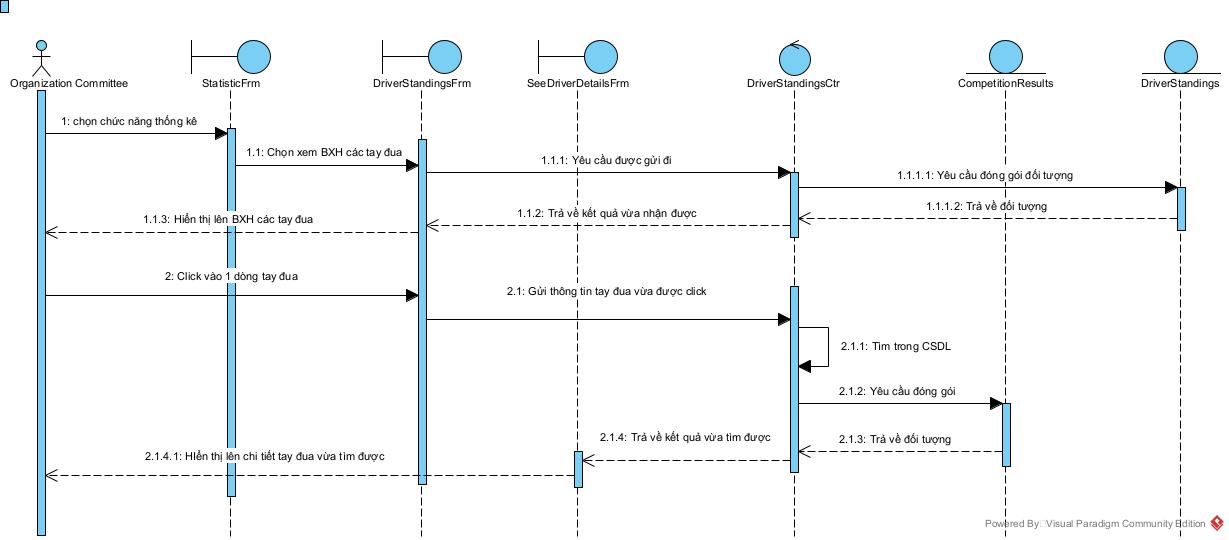 Organization Committee
StatisticFrm
DriverStandingsFrm
SeeDriverDetailsFrm
DriverStandingsCtr
CompetitionResults
DriverStandings
1: chọn chức năng thống kê
1.1: Chọn xem BXH các tay đua
1.1.1: Yêu cầu được gửi đi
1.1.1.1: Yêu cầu đóng gói đối tượng
1.1.1.2: Trả về đối tượng
1.1.2: Trả về kết quả vừa nhận được
1.1.3: Hiển thị lên BXH các tay đua
2: Click vào 1 dòng tay đua
2.1: Gửi thông tin tay đua vừa được click
2.1.1: Tìm trong CSDL
2.1.2: Yêu cầu đóng gói
2.1.3: Trả về đối tượng
2.1.4: Trả về kết quả vừa tìm được
2.1.4.1: HIển thị lên chi tiết tay đua vừa tìm được
Powered By Visual Paradigm Community Edition